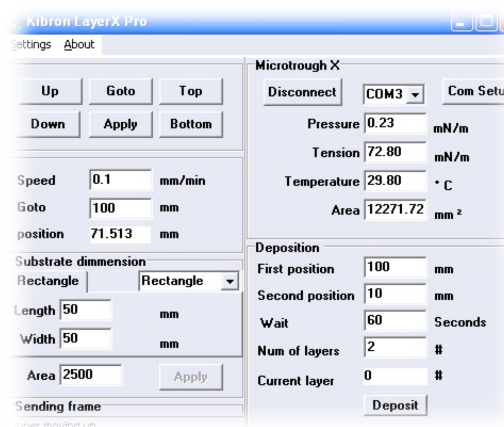 Kibron LayerX Pro
Settings About
Up Goto Top
Down Apply Bottom
Speed 0.1 mm/min
Goto 100 mm
position 71.513 mm
Substrate dimmension
Rectangle Rectangle
Length 50 mm
Width 50 mm
Area 2500 Apply
Sending frame
Microtrough X
Disconnect COM3 Com Setu
Pressure 0.23 mN/m
Tension 72.80 mN/m
Temperature 29.80 ° C
Area 12271.72 mm ²
Deposition
First position 100 mm
Second position 10 mm
Wait 60 Seconds
Num of layers 2 #
Current layer 0 #
Deposit
moving up